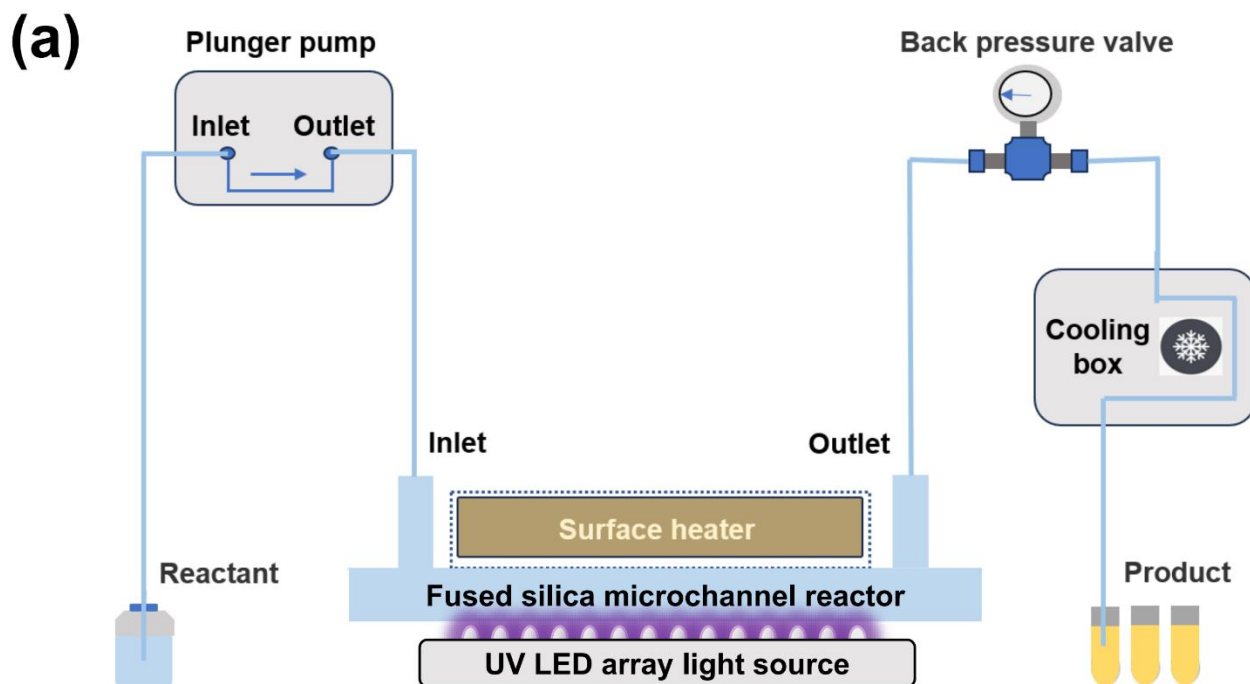 (a)
Plunger pump
Inlet
Outlet
Back pressure valve
Cooling
box
Inlet
Outlet
Surface heater
Reactant
Fused silica microchannel reactor
Product
UV LED array light source